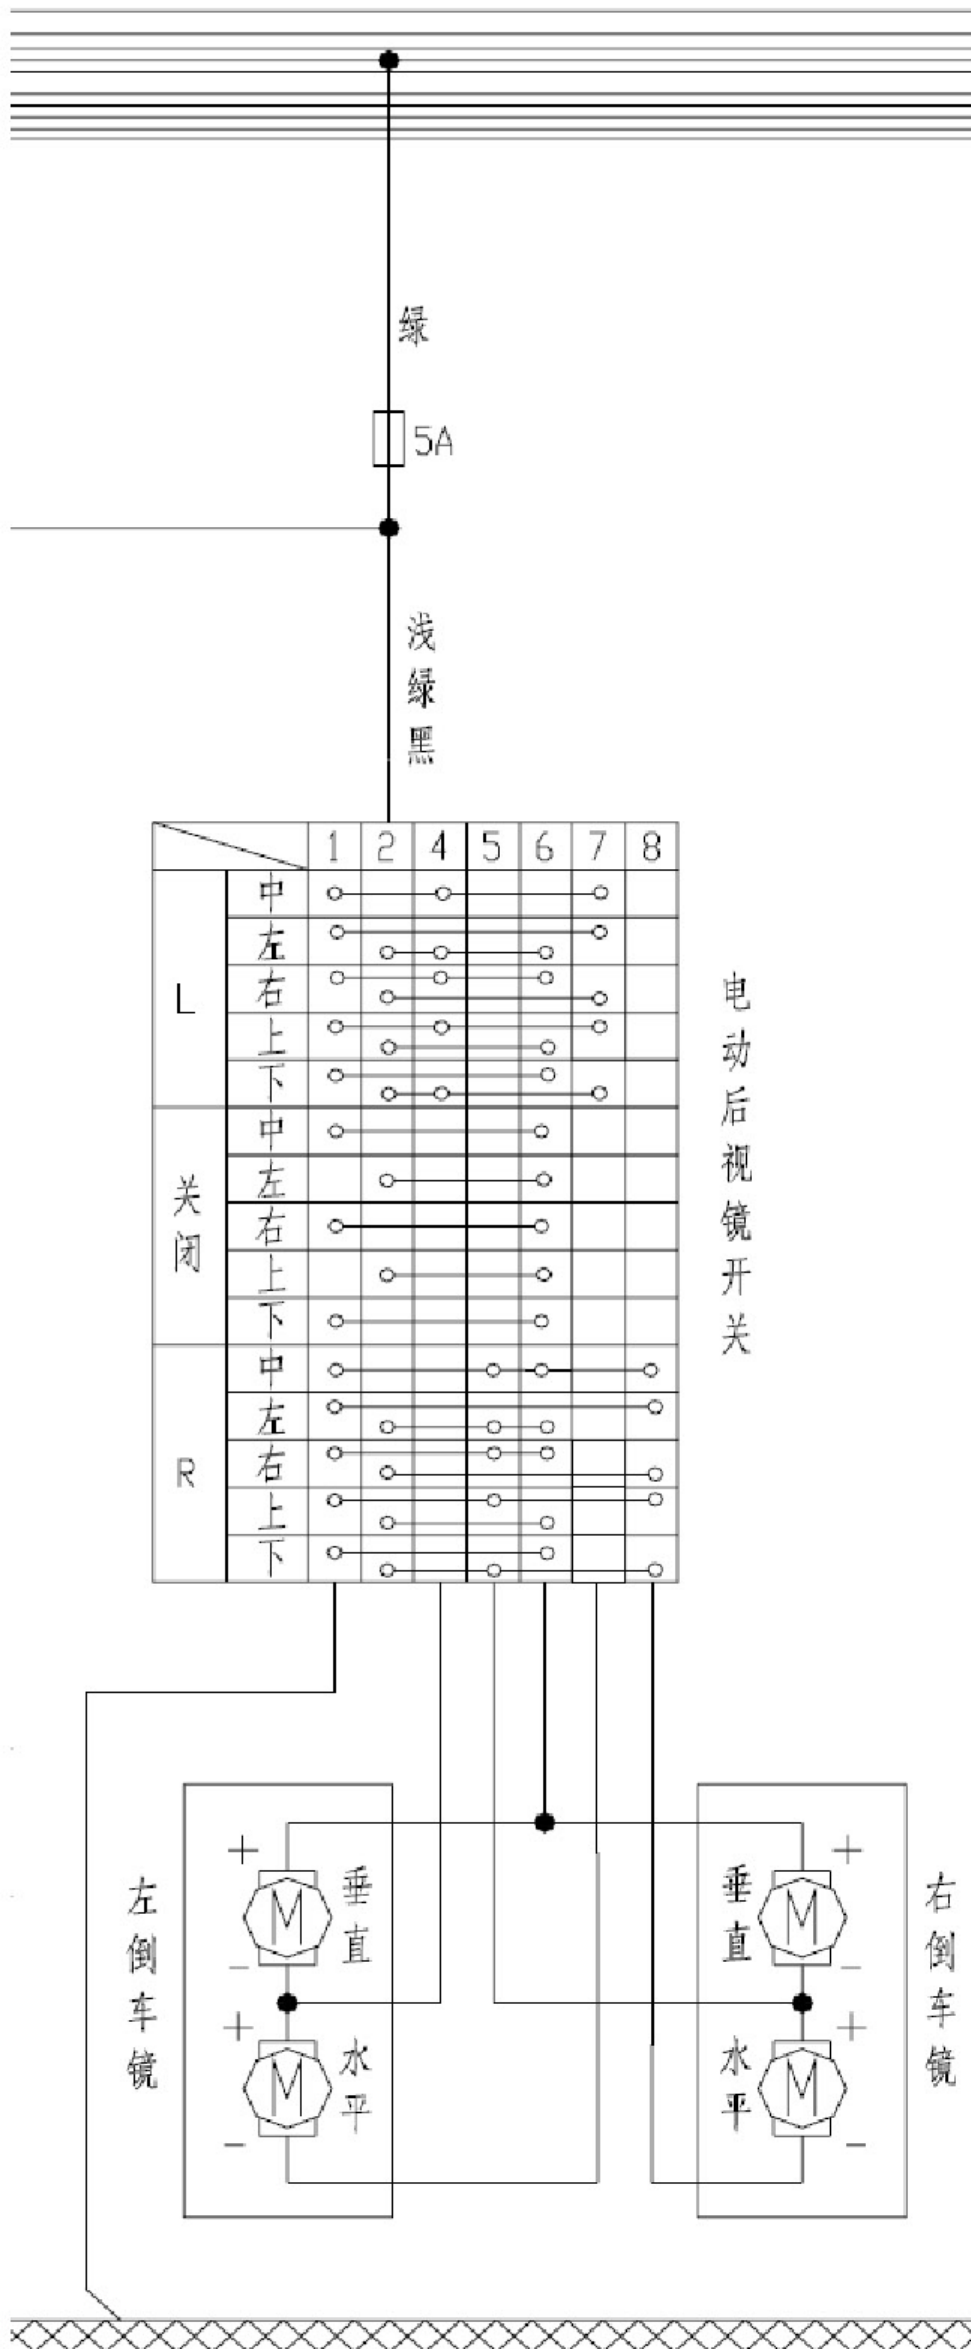 绿
5A
浅绿黑
1 2 4 5 6 7 8
L
中
左
右
上
下
关闭
中
左
右
上
下
R
中
左
右
上
下
电动后视镜开关
+ M - 垂直
+ M - 水平
左倒车镜
垂直 + M -
水平 + M -
右倒车镜